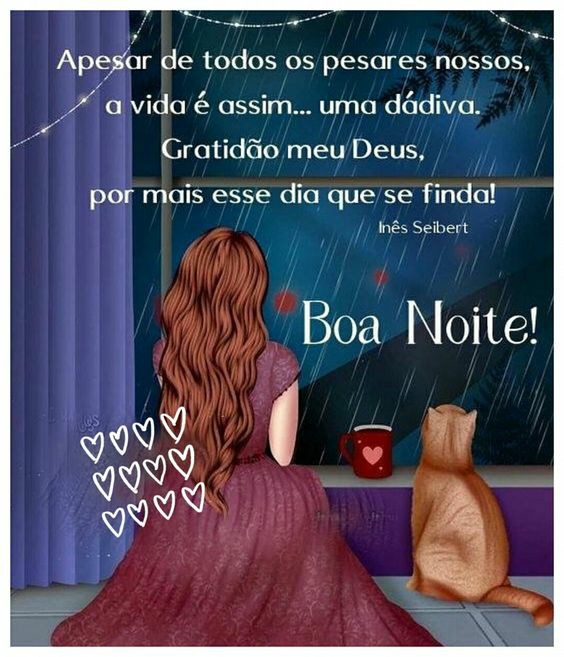 Apesar de todos os pesares nossos,
a vida é assim... uma dádiva.
Gratidão meu Deus,
por mais esse dia que se finda!
Inês Seibert
Boa Noite!